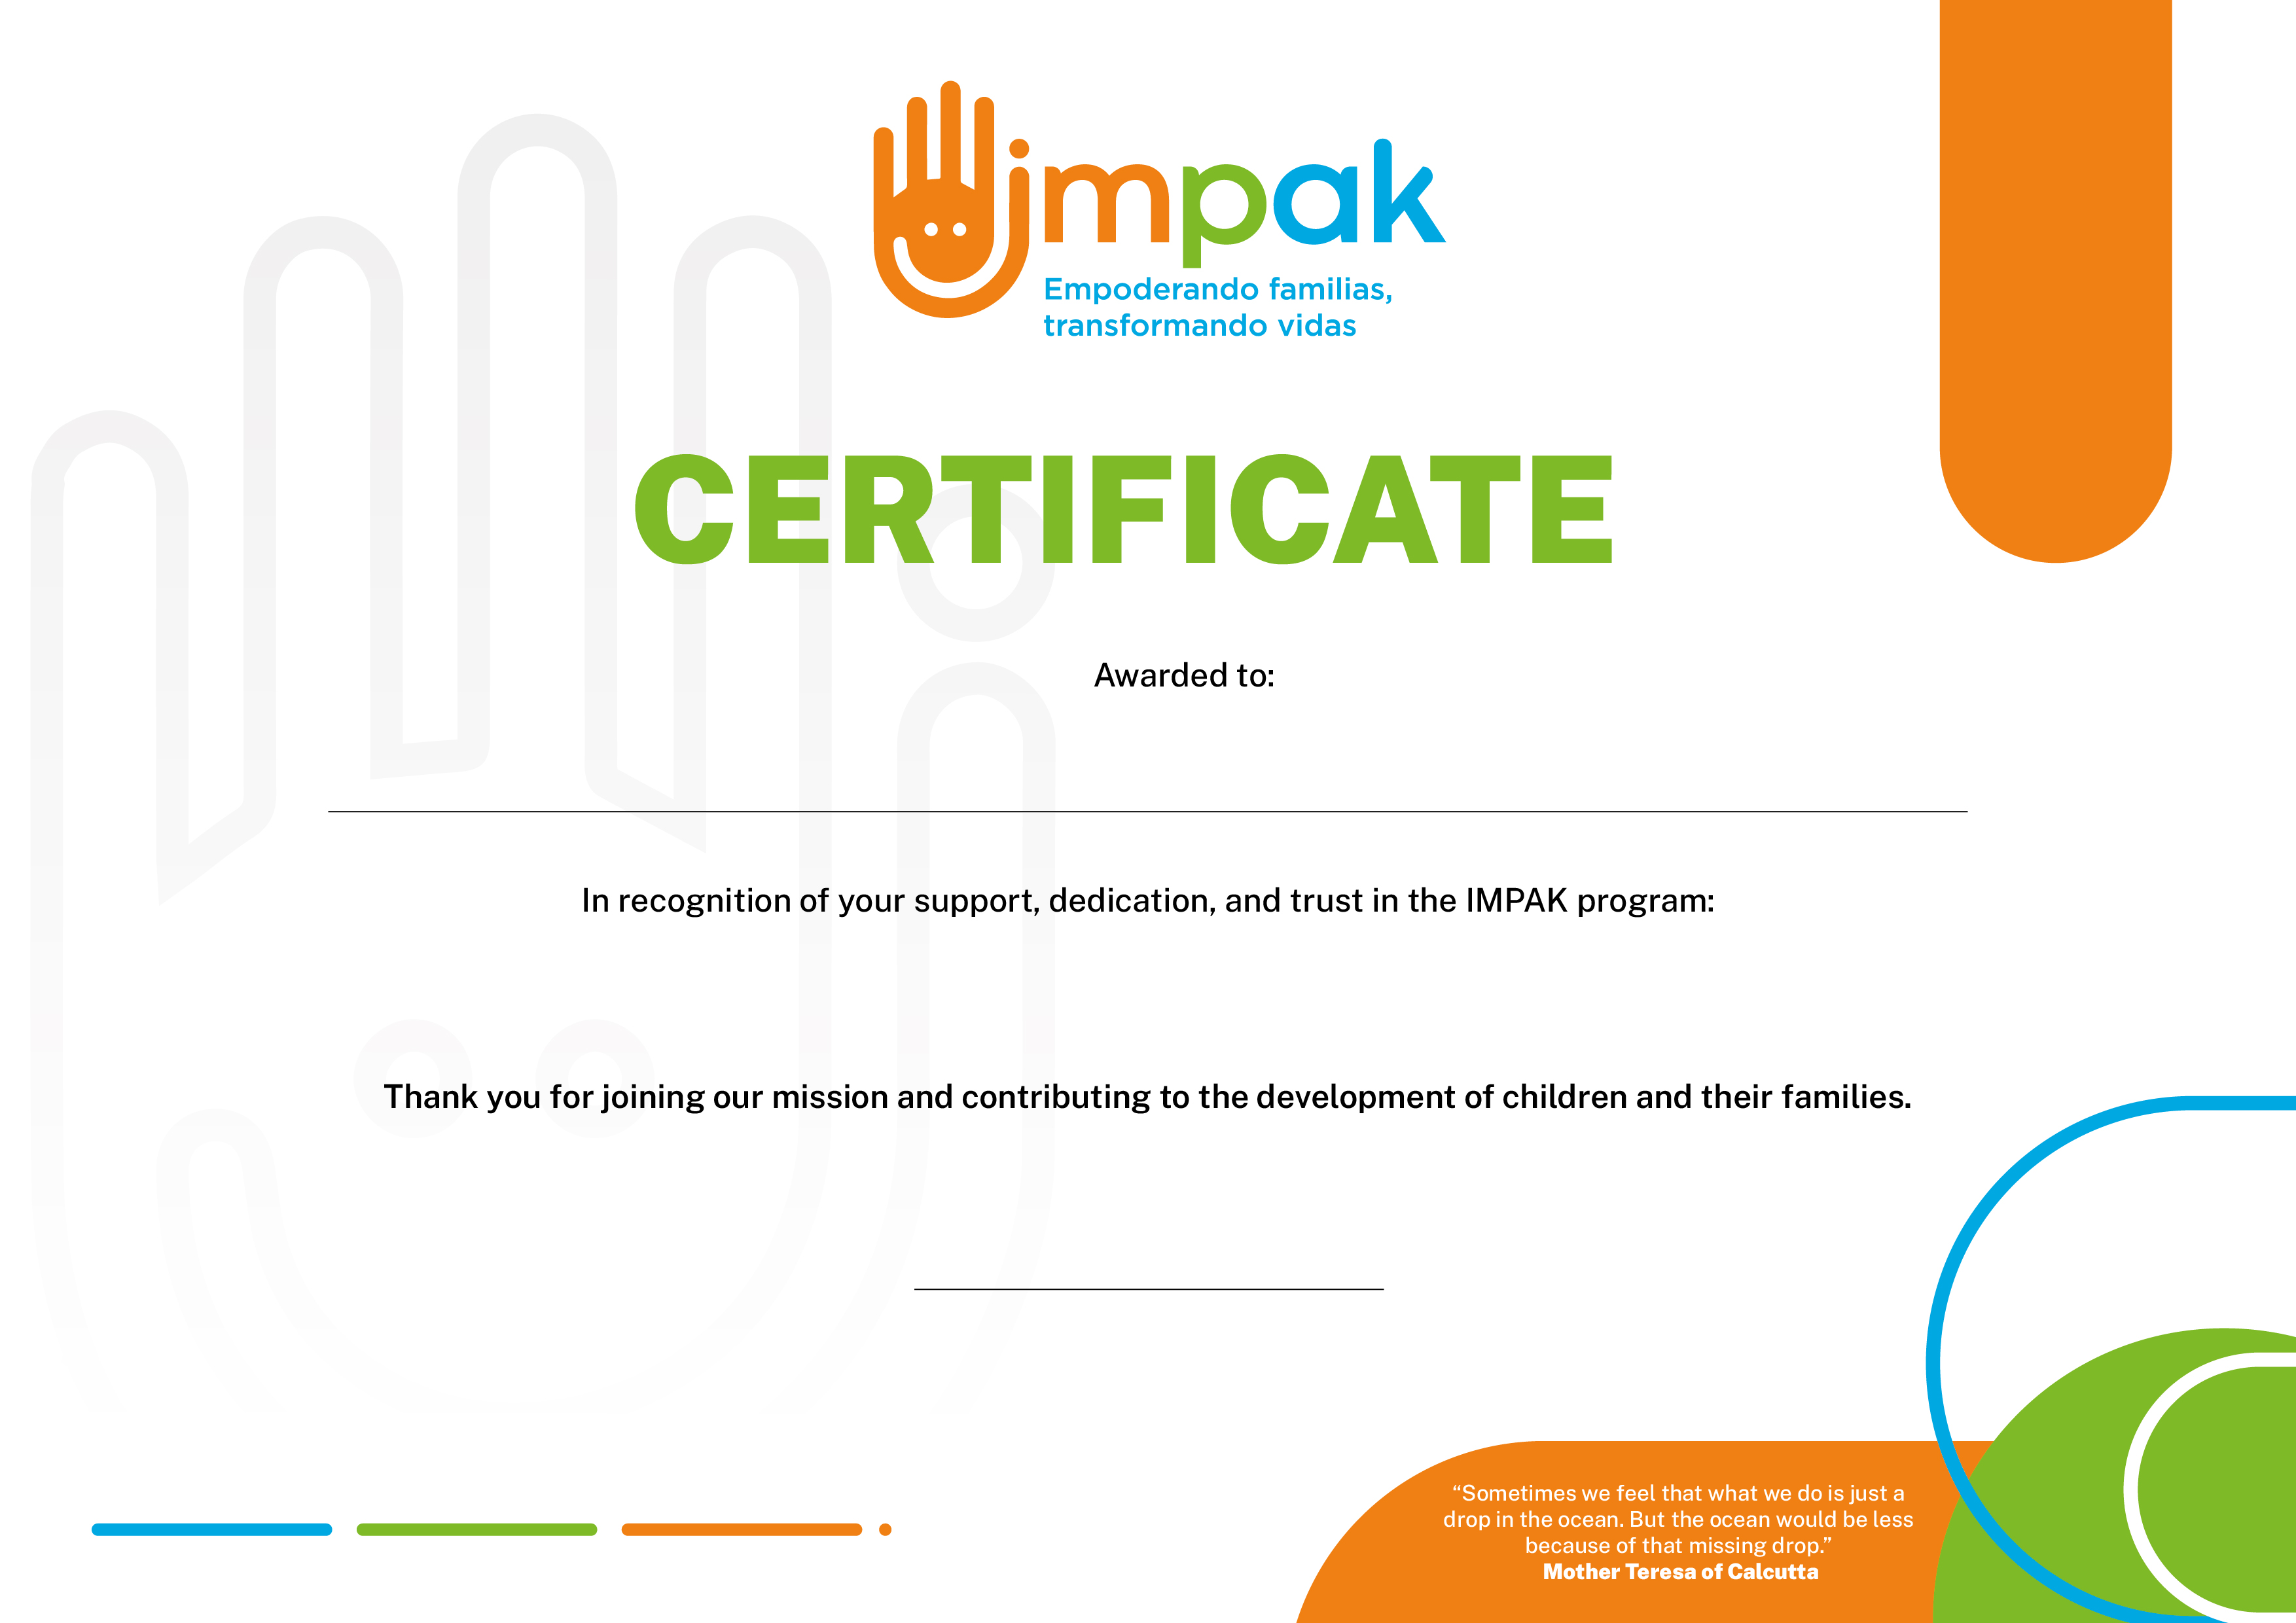 impak
Empoderando familias,
transformando vidas
CERTIFICATE
Awarded to:
In recognition of your support, dedication, and trust in the IMPAK program:
Thank you for joining our mission and contributing to the development of children and their families.
“Sometimes we feel that what we do is just a
drop in the ocean. But the ocean would be less
because of that missing drop.”
Mother Teresa of Calcutta